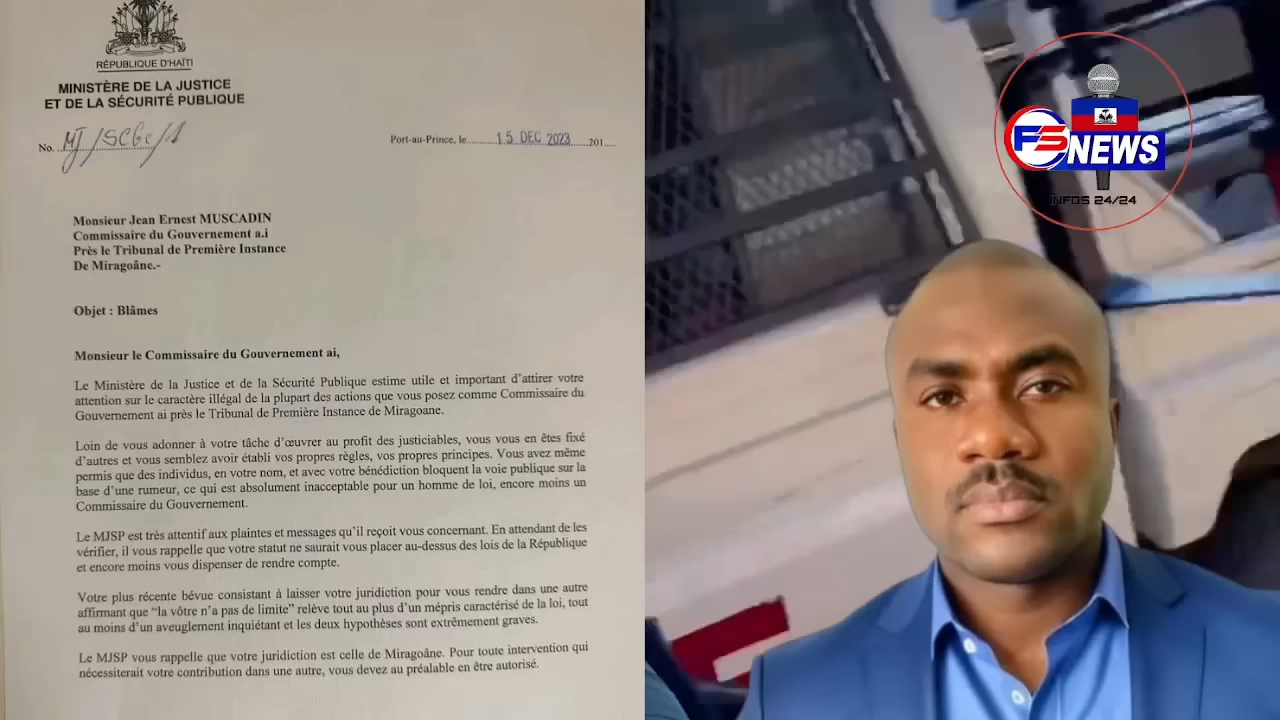 RÉPUBLIQUE D'HAÏTI
MINISTÈRE DE LA JUSTICE
ET DE LA SÉCURITÉ PUBLIQUE
No. MJ/SCGC/1
Port-au-Prince, le 15 DEC 2023 201
Monsieur Jean Ernest MUSCADIN
Commissaire du Gouvernement a.i
Près le Tribunal de Première Instance
De Miragoâne.-
Objet : Blâmes
Monsieur le Commissaire du Gouvernement ai,
Le Ministère de la Justice et de la Sécurité Publique estime utile et important d'attirer votre
attention sur le caractère illégal de la plupart des actions que vous posez comme Commissaire du
Gouvernement ai près le Tribunal de Première Instance de Miragoane.
Loin de vous adonner à votre tâche d'œuvrer au profit des justiciables, vous vous en êtes fixé
d'autres et vous semblez avoir établi vos propres règles, vos propres principes. Vous avez même
permis que des individus, en votre nom, et avec votre bénédiction bloquent la voie publique sur la
base d'une rumeur, ce qui est absolument inacceptable pour un homme de loi, encore moins un
Commissaire du Gouvernement.
Le MJSP est très attentif aux plaintes et messages qu'il reçoit vous concernant. En attendant de les
vérifier, il vous rappelle que votre statut ne saurait vous placer au-dessus des lois de la République
et encore moins vous dispenser de rendre compte.
Votre plus récente bévue consistant à laisser votre juridiction pour vous rendre dans une autre
affirmant que "la vôtre n'a pas de limite" relève tout au plus d'un mépris caractérisé de la loi, tout
au moins d'un aveuglement inquiétant et les deux hypothèses sont extrêmement graves.
Le MJSP vous rappelle que votre juridiction est celle de Miragoâne. Pour toute intervention qui
nécessiterait votre contribution dans une autre, vous devez au préalable en être autorisé.
FS NEWS
INFOS 24/24